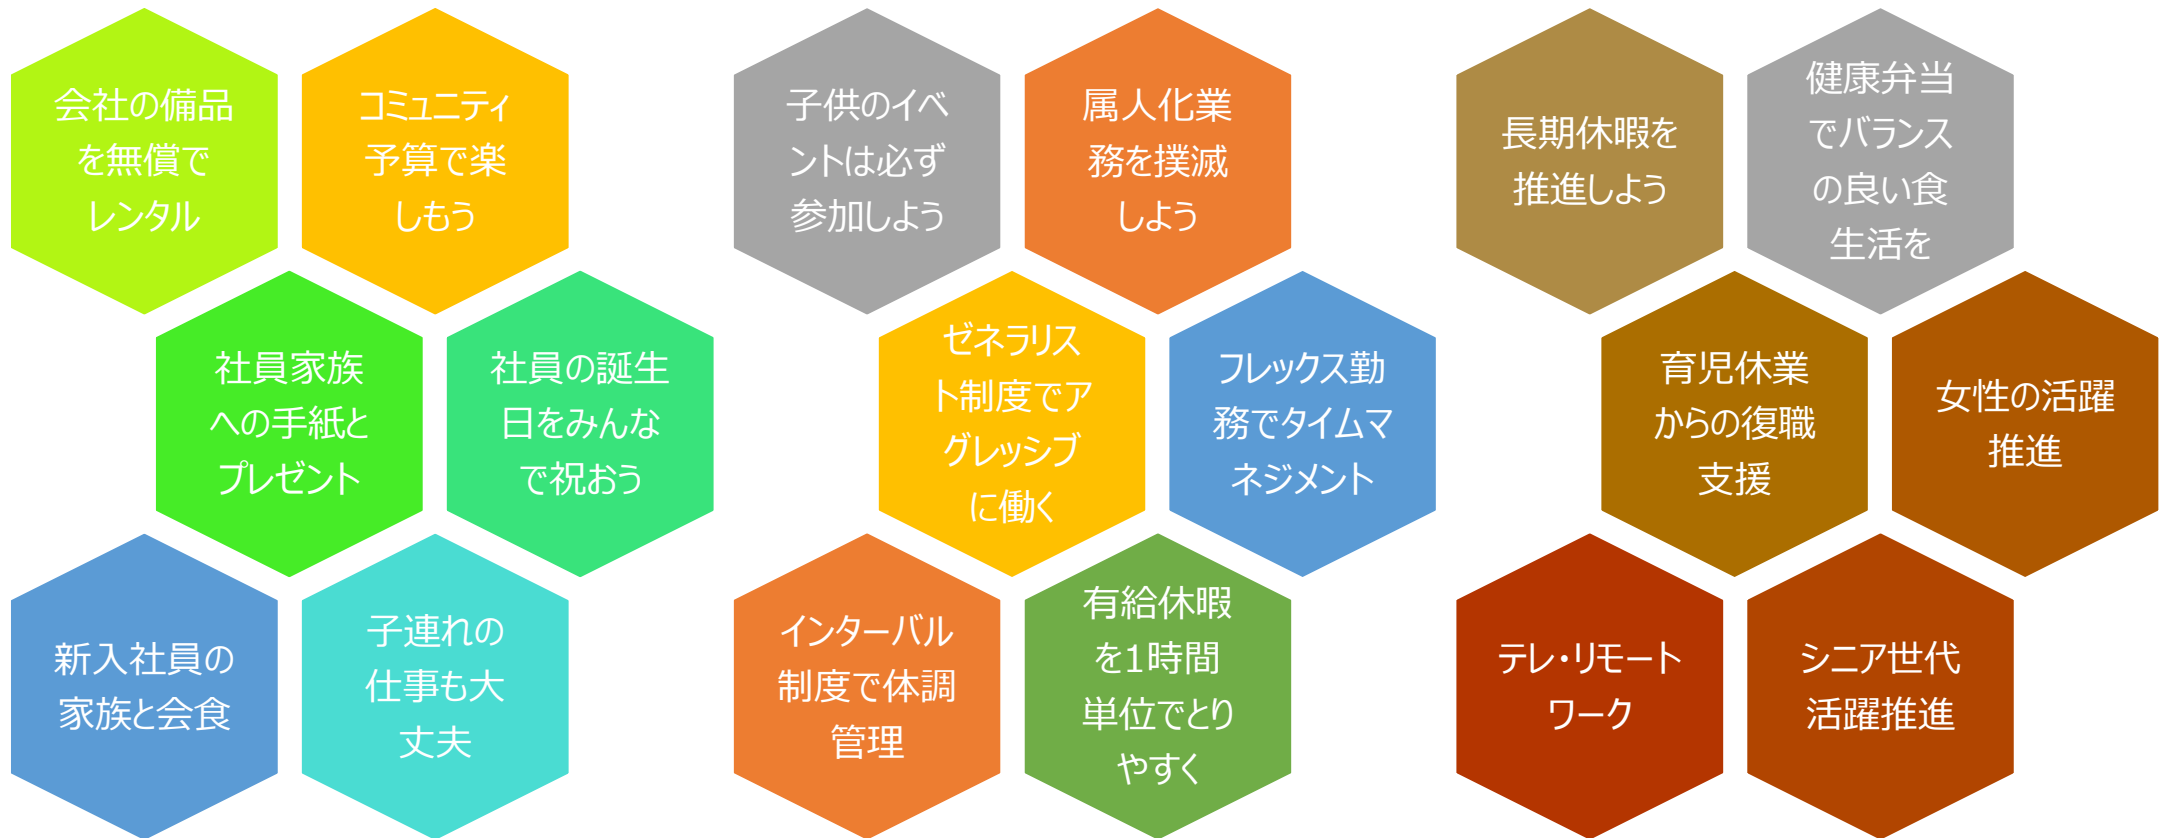 会社の備品
を無償で
レンタル
コミュニティ
予算で楽
しもう
社員家族
への手紙と
プレゼント
社員の誕生
日をみんな
で祝おう
新入社員の
家族と会食
子連れの
仕事も大
丈夫
子供のイベ
ントは必ず
参加しよう
属人化業
務を撲滅
しよう
ゼネラリス
ト制度でア
グレッシブ
に働く
フレックス勤
務でタイムマ
ネジメント
インターバル
制度で体調
管理
有給休暇
を1時間
単位でとり
やすく
長期休暇を
推進しよう
健康弁当
でバランス
の良い食
生活を
育児休業
からの復職
支援
女性の活躍
推進
テレ・リモート
ワーク
シニア世代
活躍推進